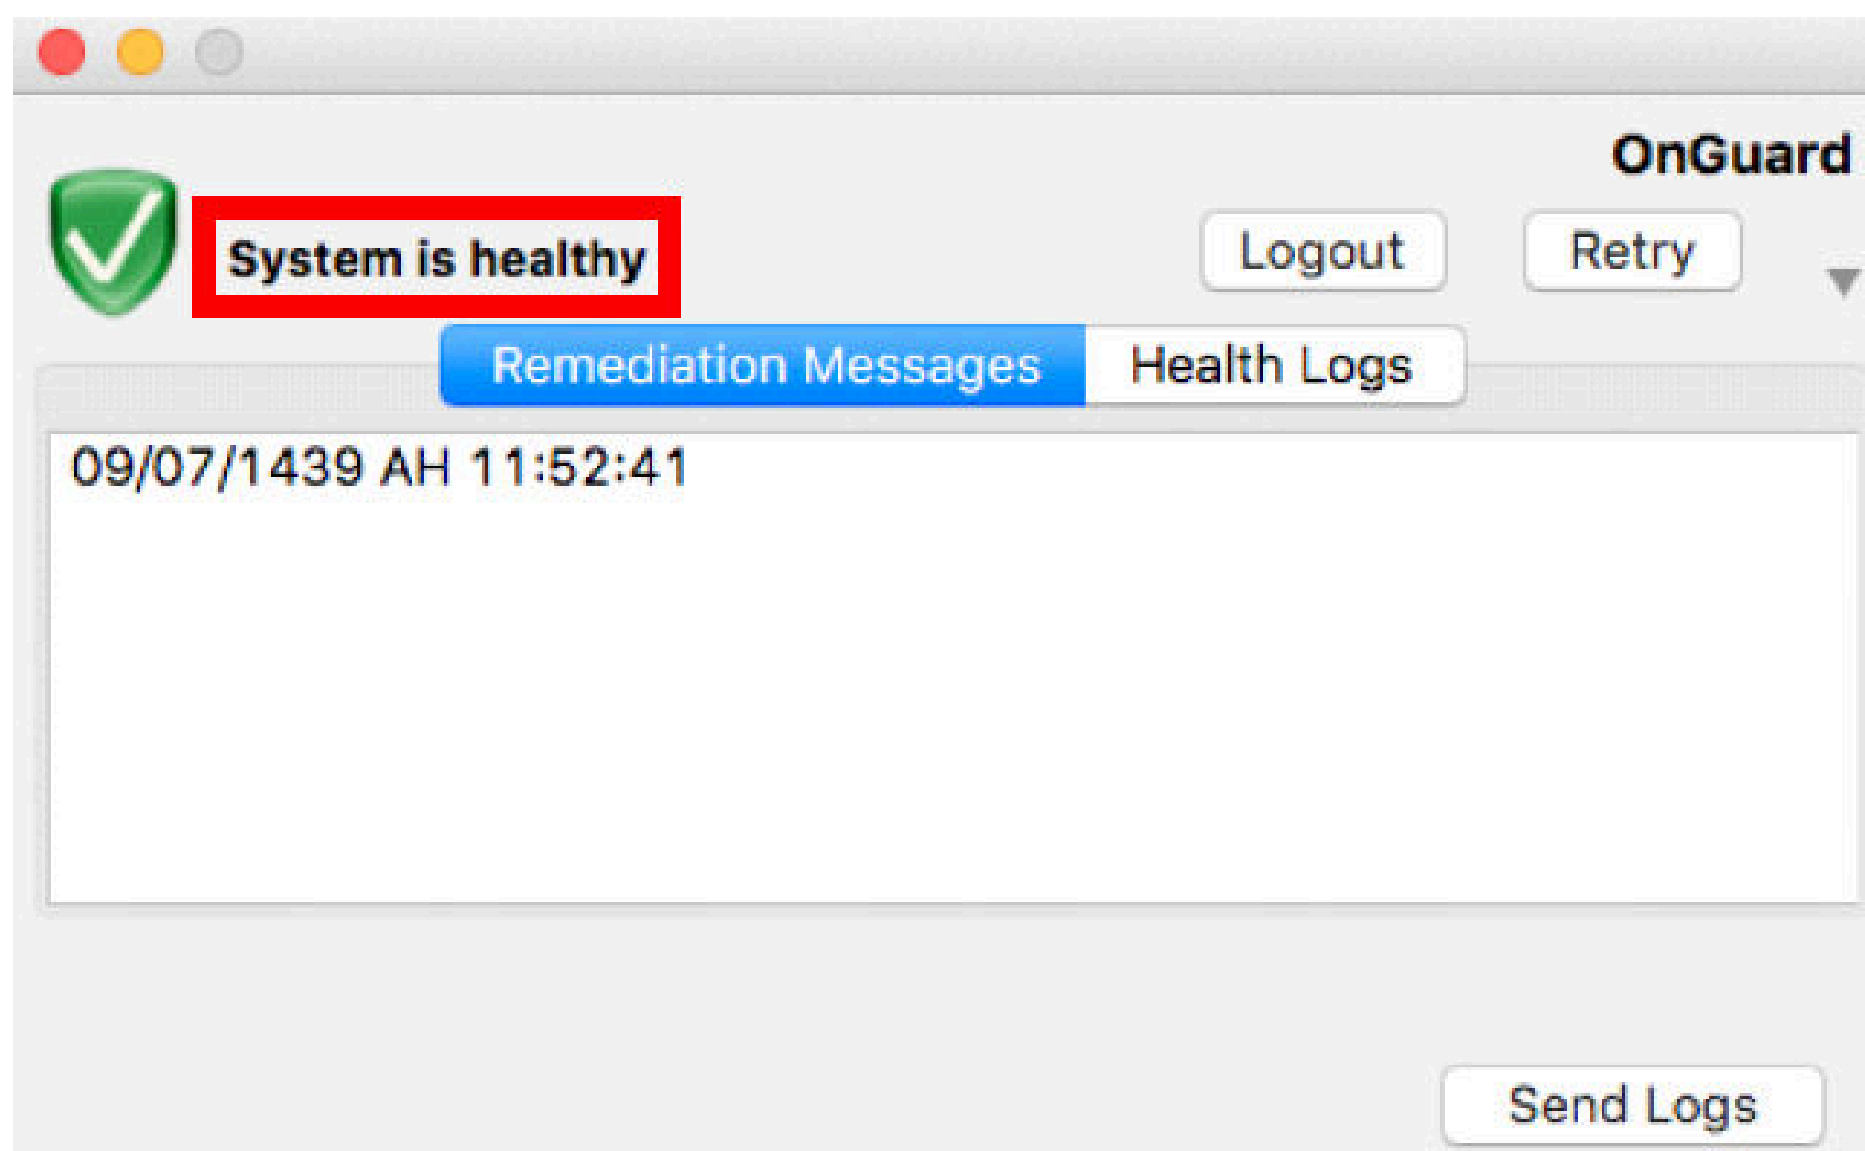 OnGuard
System is healthy
Logout
Retry
Remediation Messages
Health Logs
09/07/1439 AH 11:52:41
Send Logs